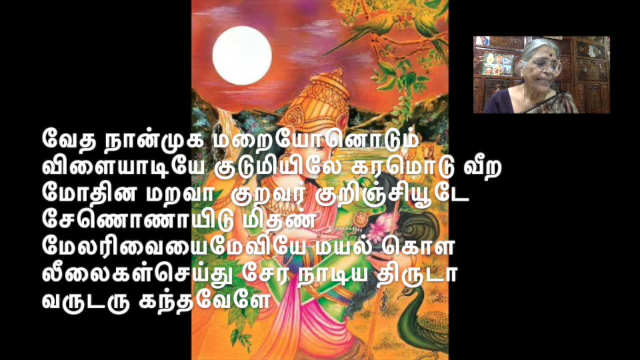 வேத நான்முக மறையோனொடும்
விளையாடியே குடுமியிலே கரமொடு வீற
மோதின மறவா  குறவர் குறிஞ்சியூடே
சேணொணாயிடு மிதண்
மேலரிவையைமேவியே மயல் கொள
லீலைகள்செய்து சேர நாடிய திருடா
வருடரு கந்தவேளே